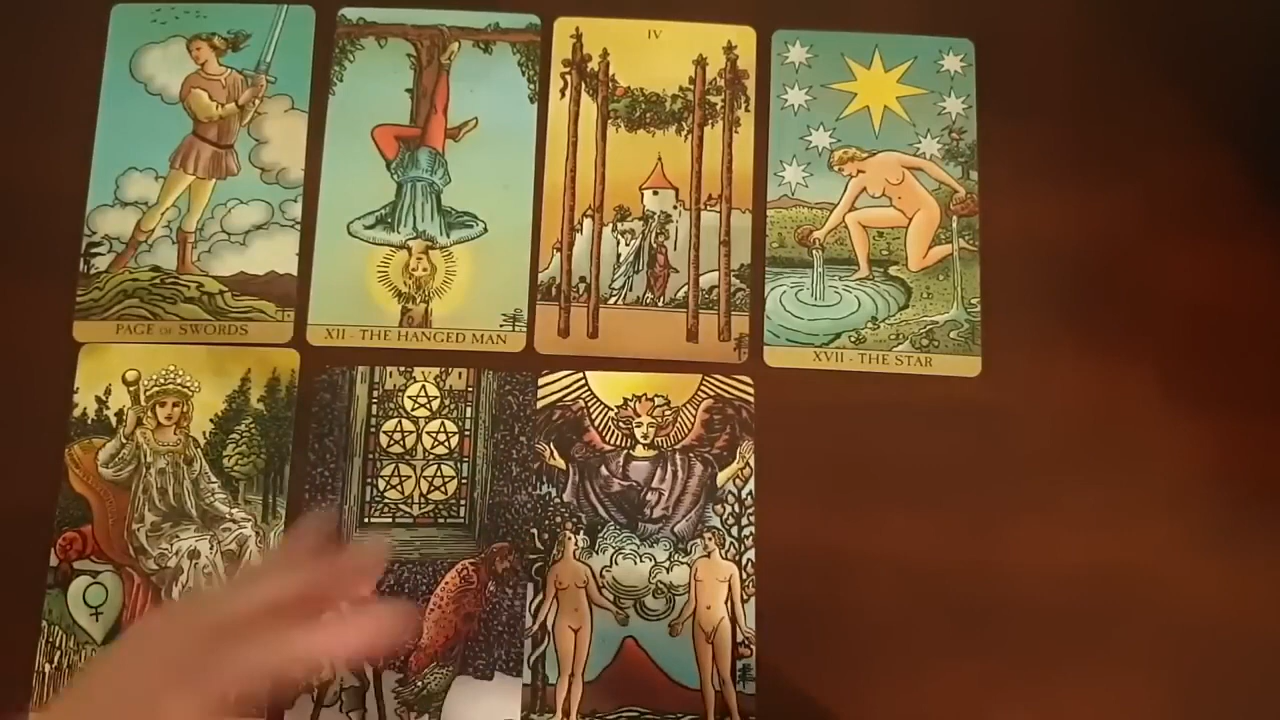 PAGE OF SWORDS
XII - THE HANGED MAN
IV
XVII - THE STAR
V